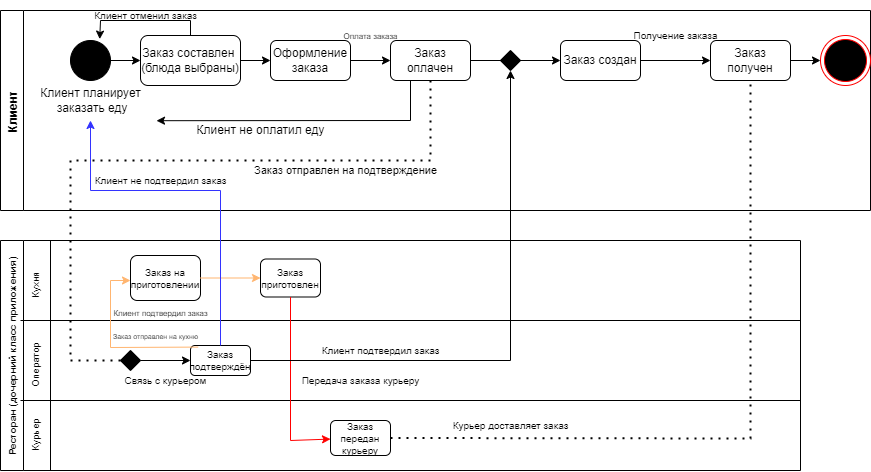 Клиент отменил заказ
Оплата заказа
Получение заказа
Заказ составлен
(блюда выбраны)
Оформление
заказа
Заказ
оплачен
Заказ создан
Заказ
получен
Клиент планирует
заказать еду
Клиент
Клиент не оплатил еду
Заказ отправлен на подтверждение
Клиент не подтвердил заказ
Ресторан (дочерний класс приложения)
Кухня
Заказ на
приготовлении
Заказ
приготовлен
Клиент подтвердил заказ
Заказ отправлен на кухню
Оператор
Заказ
подтверждён
Клиент подтвердил заказ
Связь с курьером
Передача заказа курьеру
Курьер
Заказ
передан
курьеру
Курьер доставляет заказ